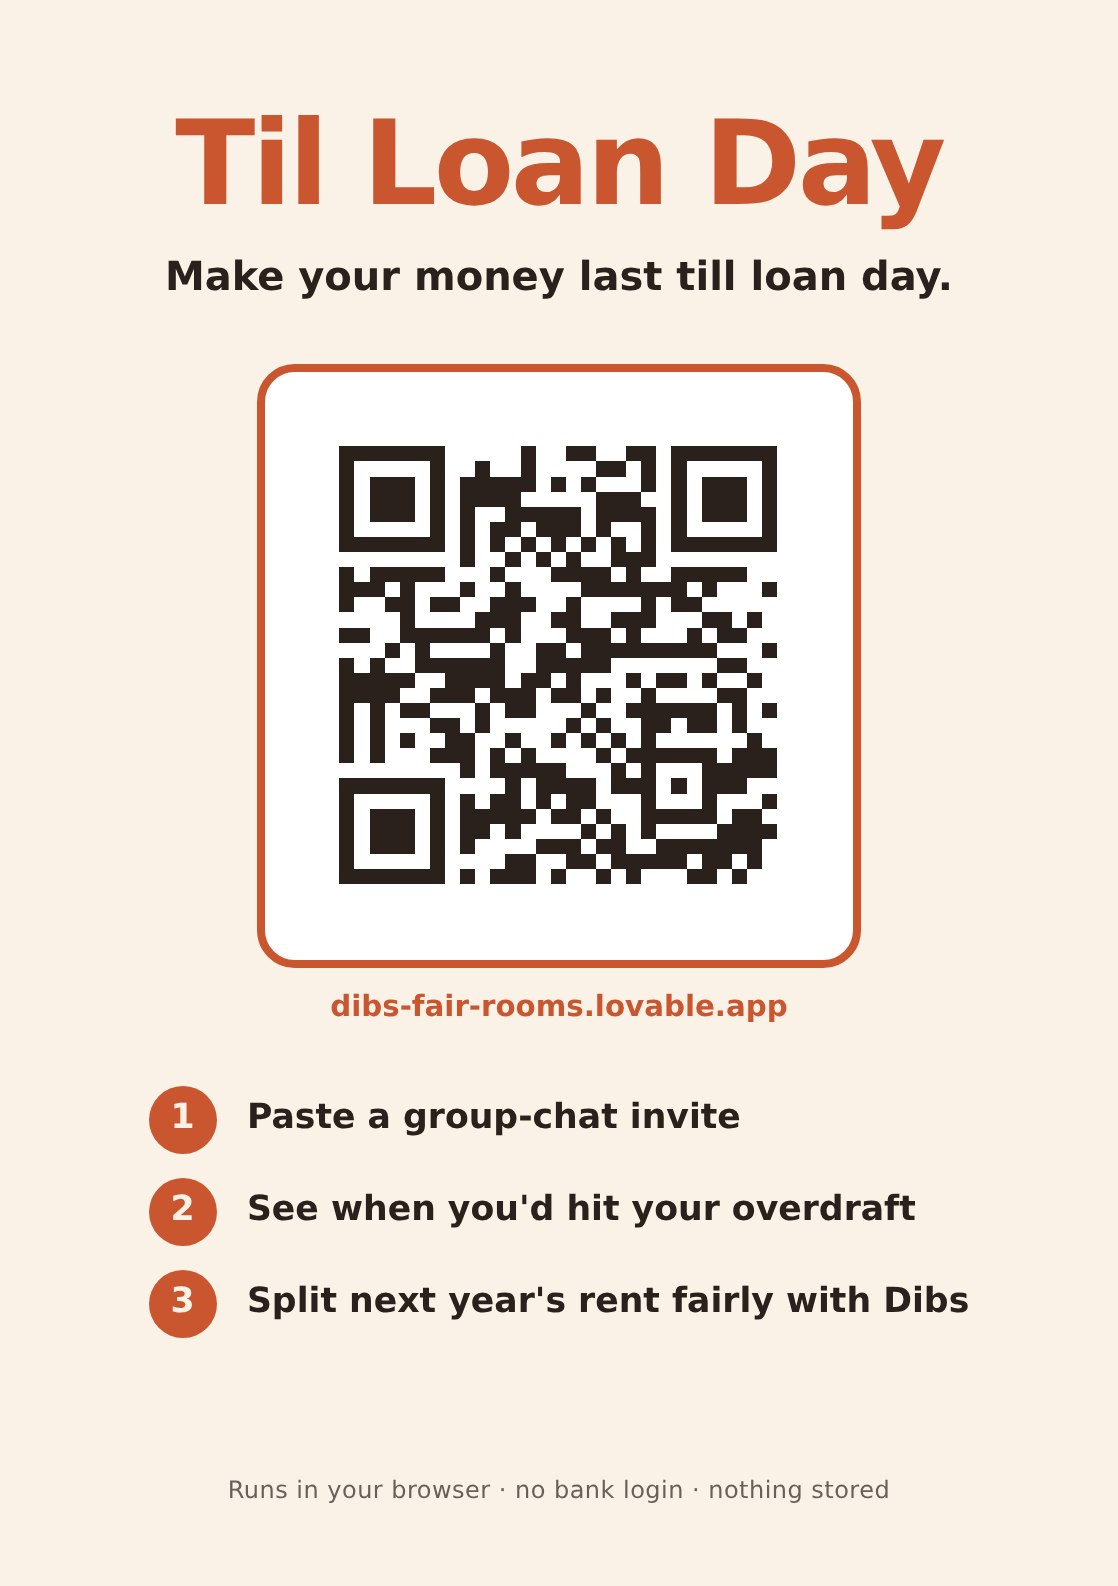 Til Loan Day
Make your money last till loan day.
dibs-fair-rooms.lovable.app
1 Paste a group-chat invite
2 See when you'd hit your overdraft
3 Split next year's rent fairly with Dibs
Runs in your browser · no bank login · nothing stored